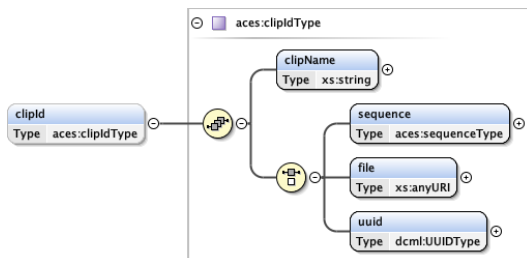 aces:clipIdType
clipName
Type xs:string
clipId
Type aces:clipIdType
sequence
Type aces:sequenceType
file
Type xs:anyURI
uuid
Type dcml:UUIDType